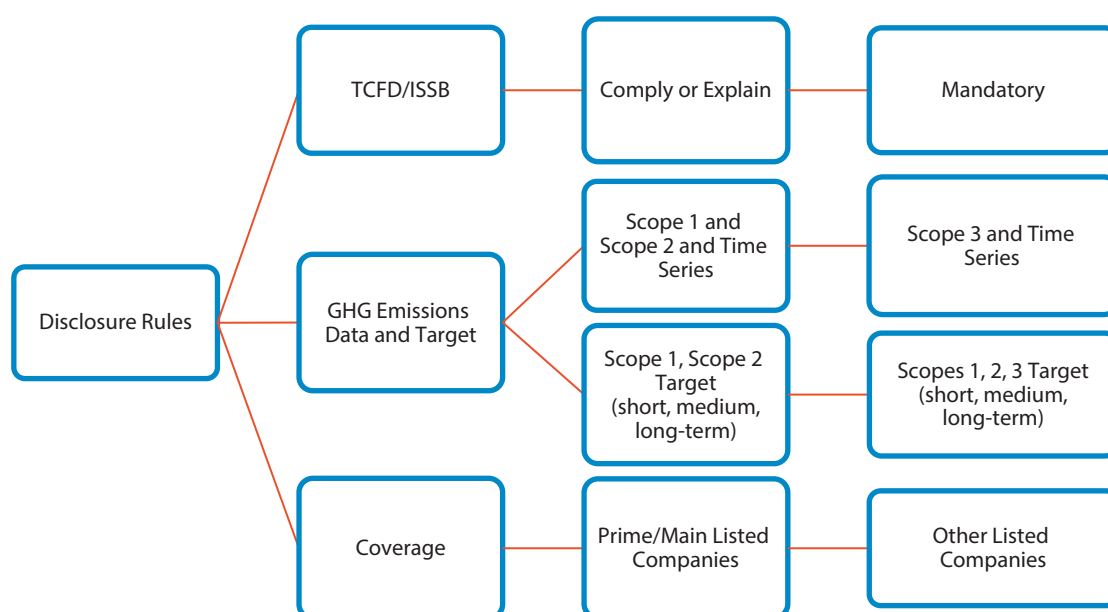 TCFD/ISSB
Comply or Explain
Mandatory
Disclosure Rules
GHG Emissions
Data and Target
Scope 1 and
Scope 2 and Time
Series
Scope 3 and Time
Series
Scope 1, Scope 2
Target
(short, medium,
long-term)
Scopes 1, 2, 3 Target
(short, medium,
long-term)
Coverage
Prime/Main Listed
Companies
Other Listed
Companies